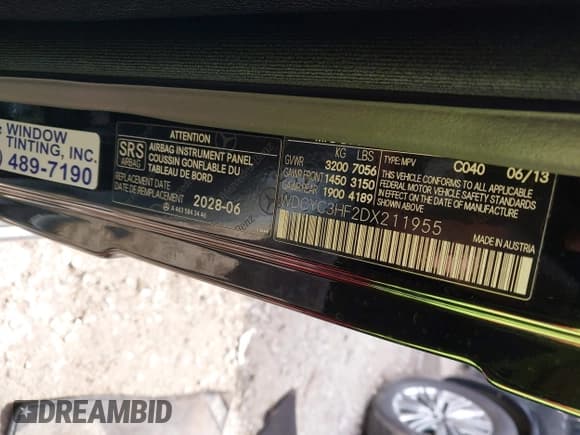 WINDOW
TINTING, INC.
) 489-7190
ATTENTION
SRS
AIRBAG
AIRBAG INSTRUMENT PANEL
COUSSIN GONFLABLE DU
TABLEAU DE BORD
REPLACEMENT DATE
DATE DE REMPLACEMENT
2028-06
KG LBS
GVWR 3200 7056
GAWR FRONT 1450 3150
GAWR REAR 1900 4189
TYPE: MPV C040 06/13
THIS VEHICLE CONFORMS TO ALL APPLICABLE
FEDERAL MOTOR VEHICLE SAFETY STANDARDS
IN EFFECT ON DATE OF MANUFACTURE
MADE IN AUSTRIA
WDCYC3HF2DX211955
DREAMBID